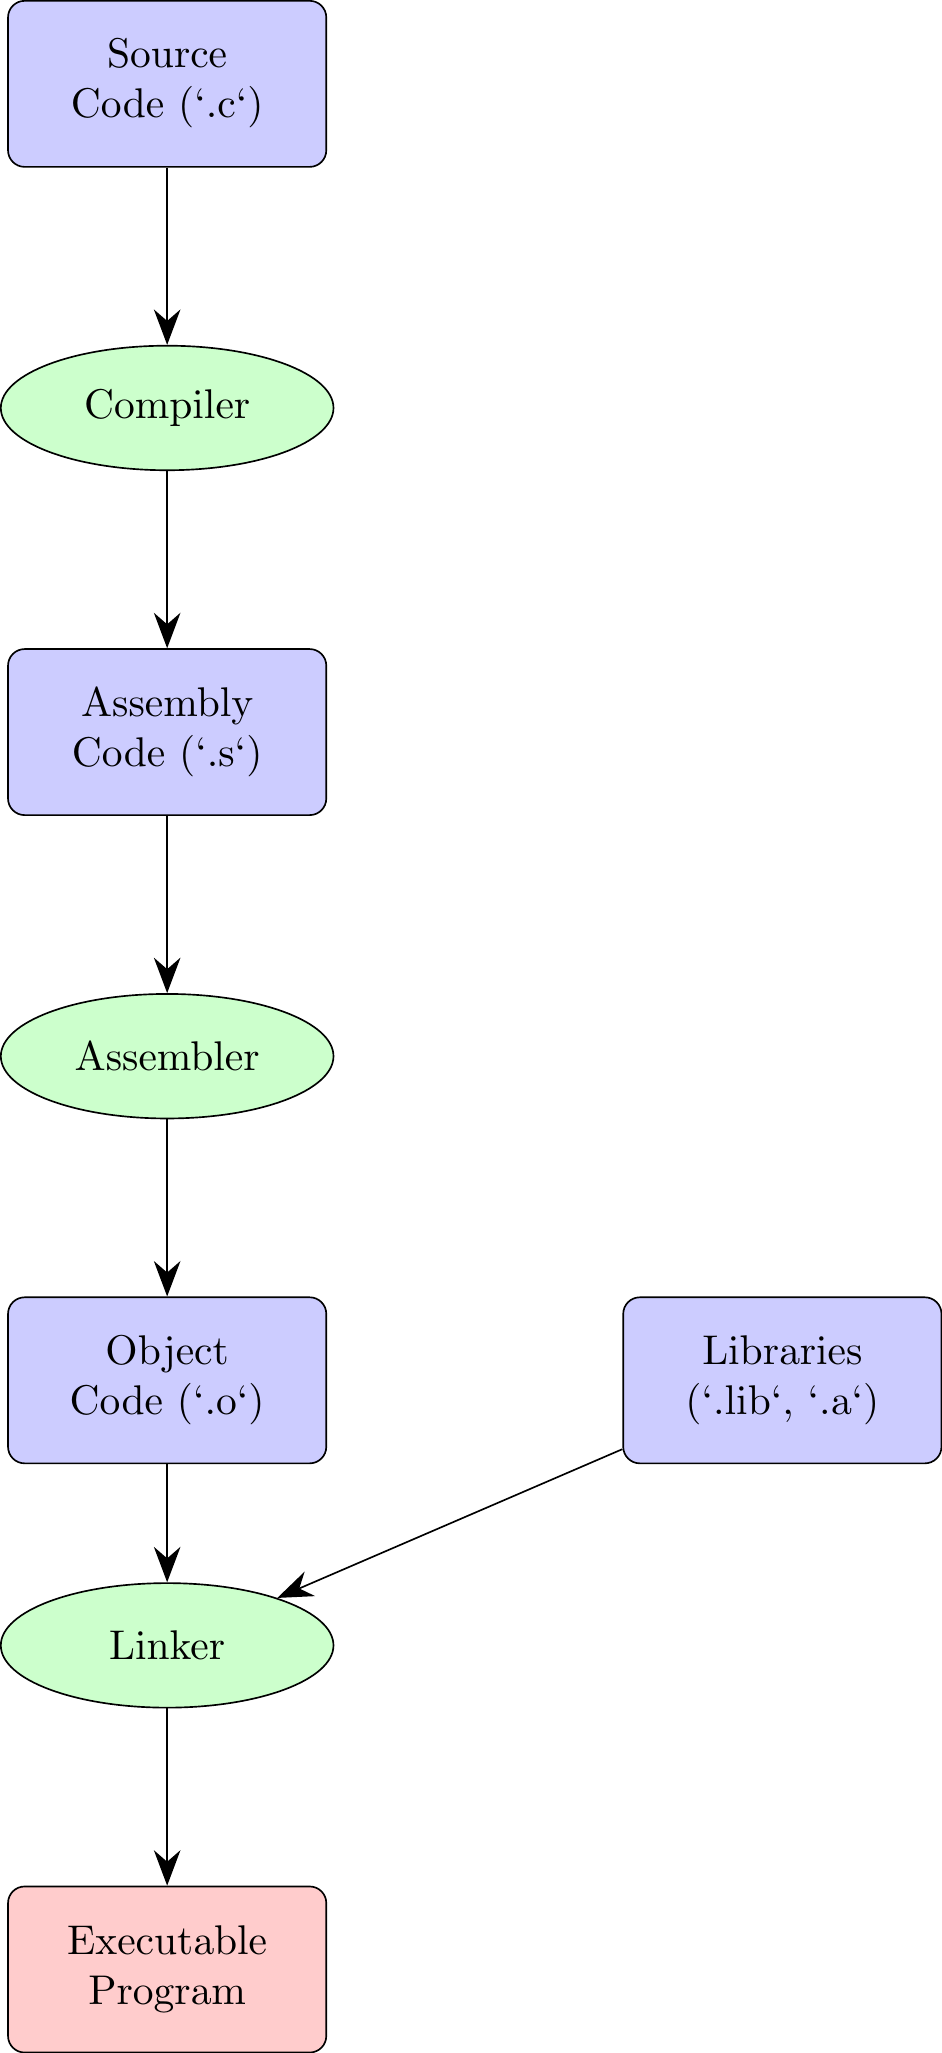 Source
Code (‘.c‘)
Compiler
Assembly
Code (‘.s‘)
Assembler
Object
Code (‘.o‘)
Libraries
(‘.lib‘, ‘.a‘)
Linker
Executable
Program